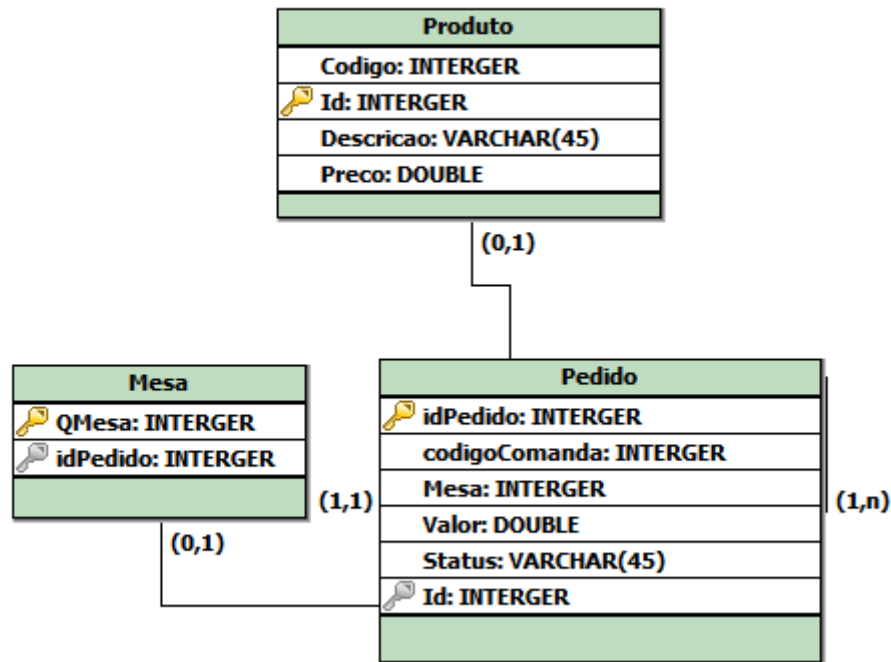 Produto
Codigo: INTERGER
Id: INTERGER
Descricao: VARCHAR(45)
Preco: DOUBLE
(0,1)
Mesa
QMesa: INTERGER
idPedido: INTERGER
(0,1)
(1,1)
Pedido
idPedido: INTERGER
codigoComanda: INTERGER
Mesa: INTERGER
Valor: DOUBLE
Status: VARCHAR(45)
Id: INTERGER
(1,n)